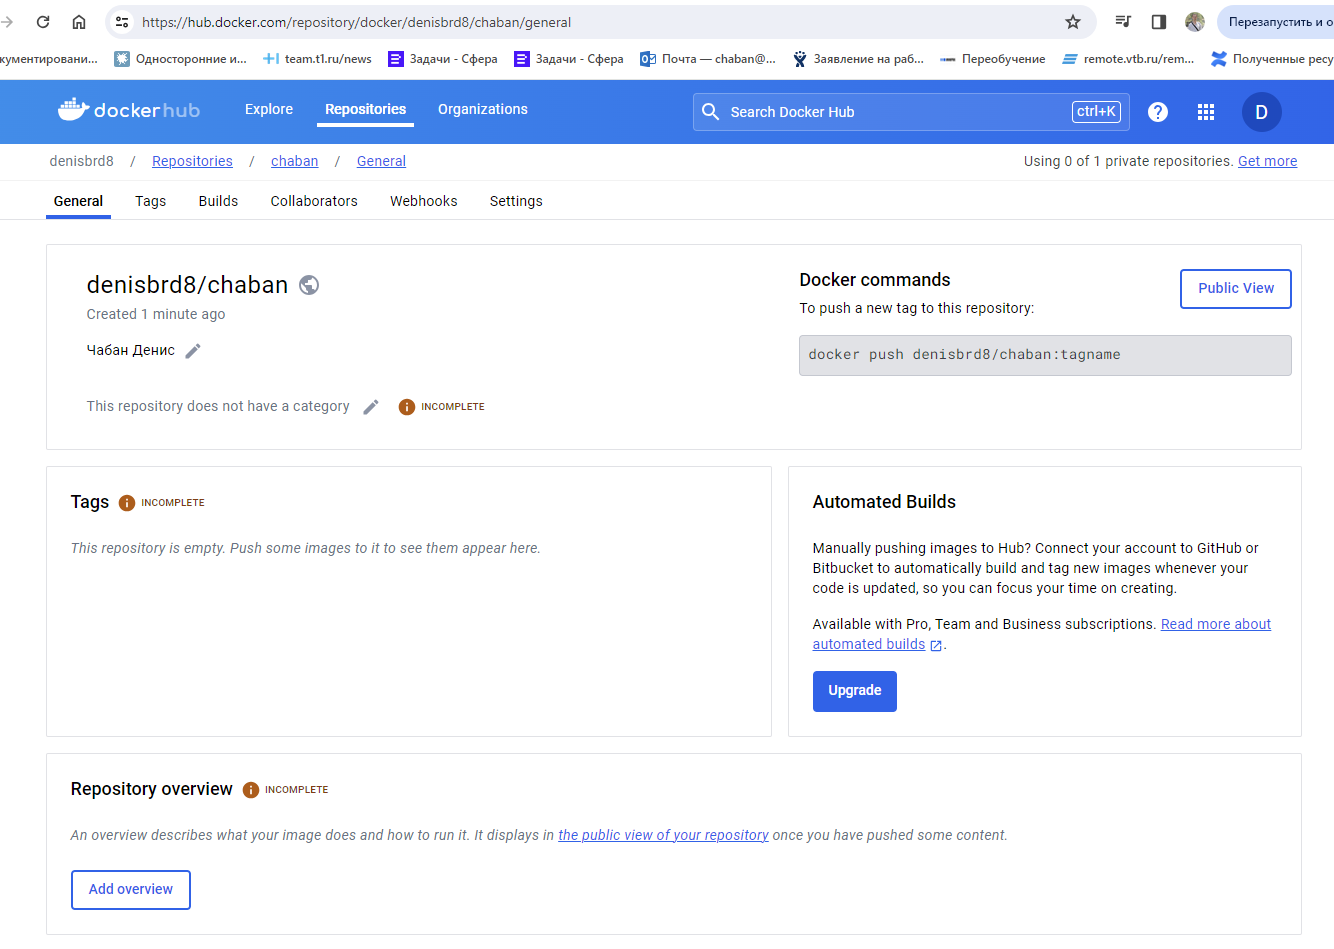 https://hub.docker.com/repository/docker/denisbrd8/chaban/general
Перезапустить и о
кументировани... Односторонние и... team.t1.ru/news Задачи - Сфера Задачи - Сфера Почта — chaban@... Заявление на раб... Переобучение remote.vtb.ru/rem... Полученные ресу
dockerhub Explore Repositories Organizations Search Docker Hub ctrl+K ? D
denisbrd8 / Repositories / chaban / General Using 0 of 1 private repositories. Get more
General Tags Builds Collaborators Webhooks Settings
denisbrd8/chaban
Created 1 minute ago
Чабан Денис
This repository does not have a category INCOMPLETE
Docker commands
Public View
To push a new tag to this repository:
docker push denisbrd8/chaban:tagname
Tags INCOMPLETE
This repository is empty. Push some images to it to see them appear here.
Automated Builds
Manually pushing images to Hub? Connect your account to GitHub or
Bitbucket to automatically build and tag new images whenever your
code is updated, so you can focus your time on creating.
Available with Pro, Team and Business subscriptions. Read more about
automated builds .
Upgrade
Repository overview INCOMPLETE
An overview describes what your image does and how to run it. It displays in the public view of your repository once you have pushed some content.
Add overview